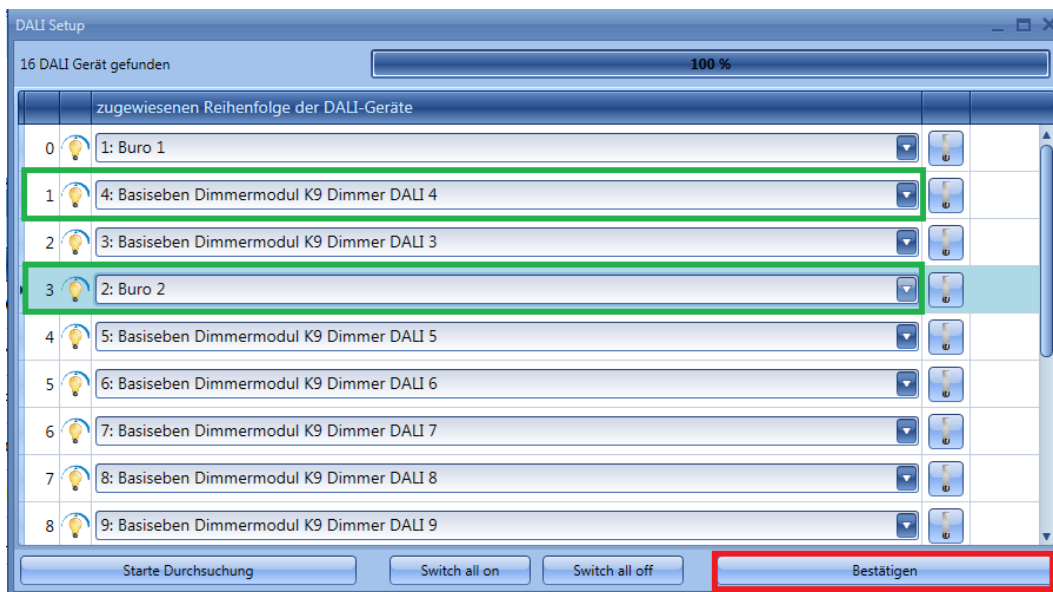 DALI Setup
16 DALI Gerät gefunden
100 %
zugewiesenen Reihenfolge der DALI-Geräte
0 1: Buro 1
1 4: Basiseben Dimmermodul K9 Dimmer DALI 4
2 3: Basiseben Dimmermodul K9 Dimmer DALI 3
3 2: Buro 2
4 5: Basiseben Dimmermodul K9 Dimmer DALI 5
5 6: Basiseben Dimmermodul K9 Dimmer DALI 6
6 7: Basiseben Dimmermodul K9 Dimmer DALI 7
7 8: Basiseben Dimmermodul K9 Dimmer DALI 8
8 9: Basiseben Dimmermodul K9 Dimmer DALI 9
Starte Durchsuchung Switch all on Switch all off Bestätigen